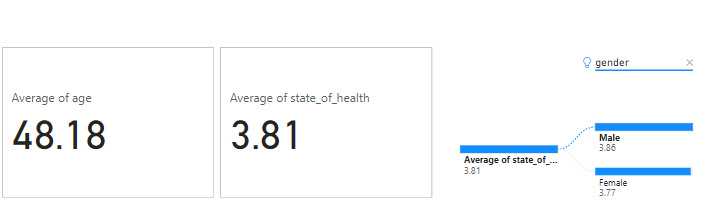 gender
Average of age
48.18
Average of state_of_health
3.81
Average of state_of_...
3.81
Male
3.86
Female
3.77